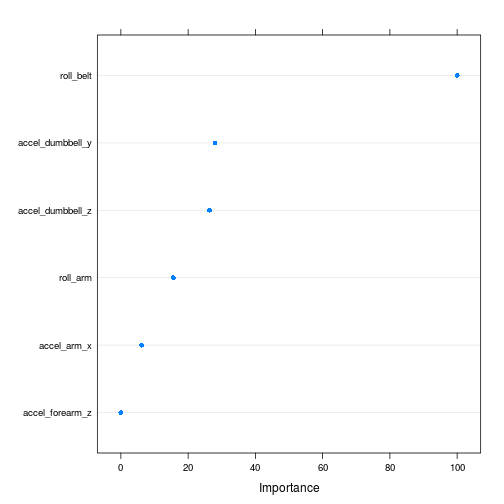 roll_belt
accel_dumbbell_y
accel_dumbbell_z
roll_arm
accel_arm_x
accel_forearm_z
0 20 40 60 80 100
Importance